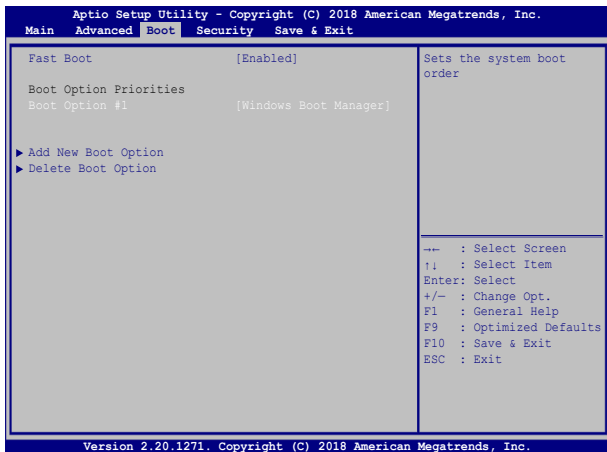 Aptio Setup Utility - Copyright (C) 2018 American Megatrends, Inc.
Main Advanced Boot Security Save & Exit
Fast Boot [Enabled]
Boot Option Priorities
Boot Option #1 [Windows Boot Manager]
▶ Add New Boot Option
▶ Delete Boot Option
Sets the system boot
order
→← : Select Screen
↑↓ : Select Item
Enter: Select
+/— : Change Opt.
F1 : General Help
F9 : Optimized Defaults
F10 : Save & Exit
ESC : Exit
Version 2.20.1271. Copyright (C) 2018 American Megatrends, Inc.